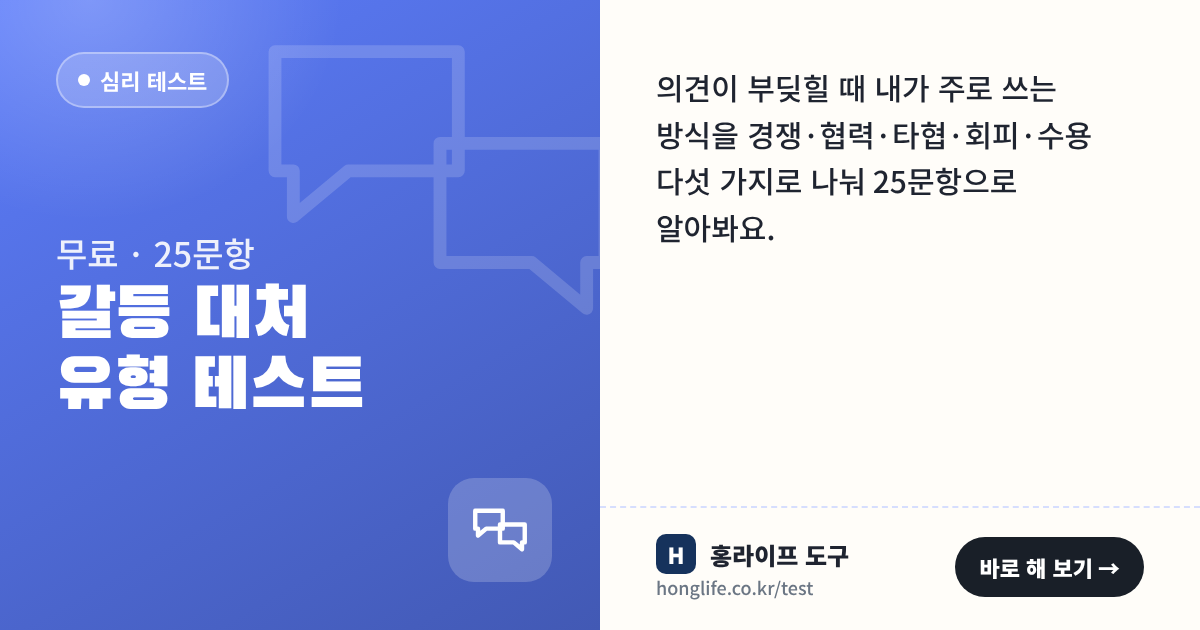 심리 테스트
무료 · 25문항
갈등 대처
유형 테스트
의견이 부딪힐 때 내가 주로 쓰는
방식을 경쟁·협력·타협·회피·수용
다섯 가지로 나눠 25문항으로
알아봐요.
H 홍라이프 도구
honglife.co.kr/test
바로 해 보기 →